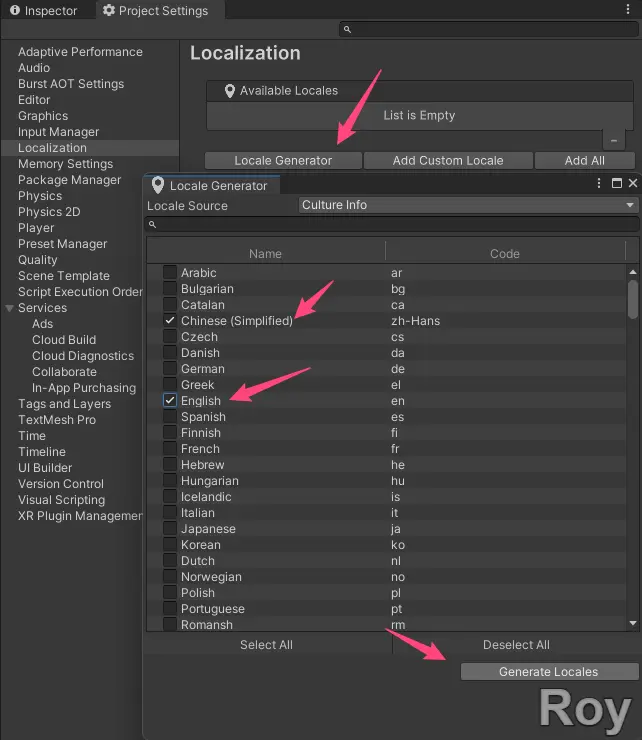 Inspector
Project Settings
Adaptive Performance
Audio
Burst AOT Settings
Editor
Graphics
Input Manager
Localization
Memory Settings
Package Manager
Physics
Physics 2D
Player
Preset Manager
Quality
Scene Template
Script Execution Order
Services
Ads
Cloud Build
Cloud Diagnostics
Collaborate
In-App Purchasing
Tags and Layers
TextMesh Pro
Time
Timeline
UI Builder
Version Control
Visual Scripting
XR Plugin Managemen
Localization
Available Locales
List is Empty
Locale Generator
Add Custom Locale
Add All
Locale Generator
Locale Source Culture Info
Name Code
Arabic ar
Bulgarian bg
Catalan ca
Chinese (Simplified) zh-Hans
Czech cs
Danish da
German de
Greek el
English en
Spanish es
Finnish fi
French fr
Hebrew he
Hungarian hu
Icelandic is
Italian it
Japanese ja
Korean ko
Dutch nl
Norwegian no
Polish pl
Portuguese pt
Romansh rm
Select All
Deselect All
Generate Locales
Roy